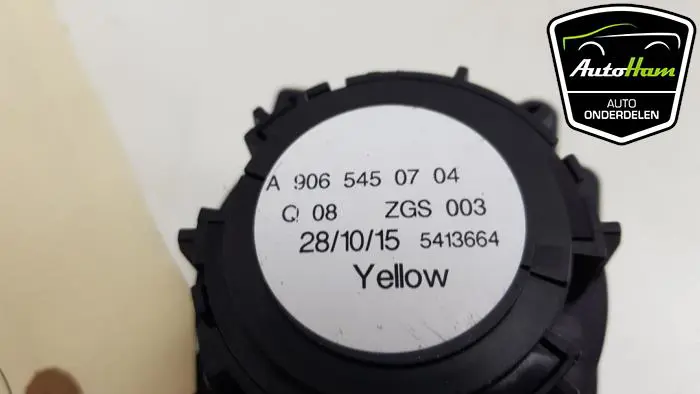 AutoHam
AUTO
ONDERDELEN
A 906 545 07 04
Q 08 ZGS 003
28/10/15 5413664
Yellow